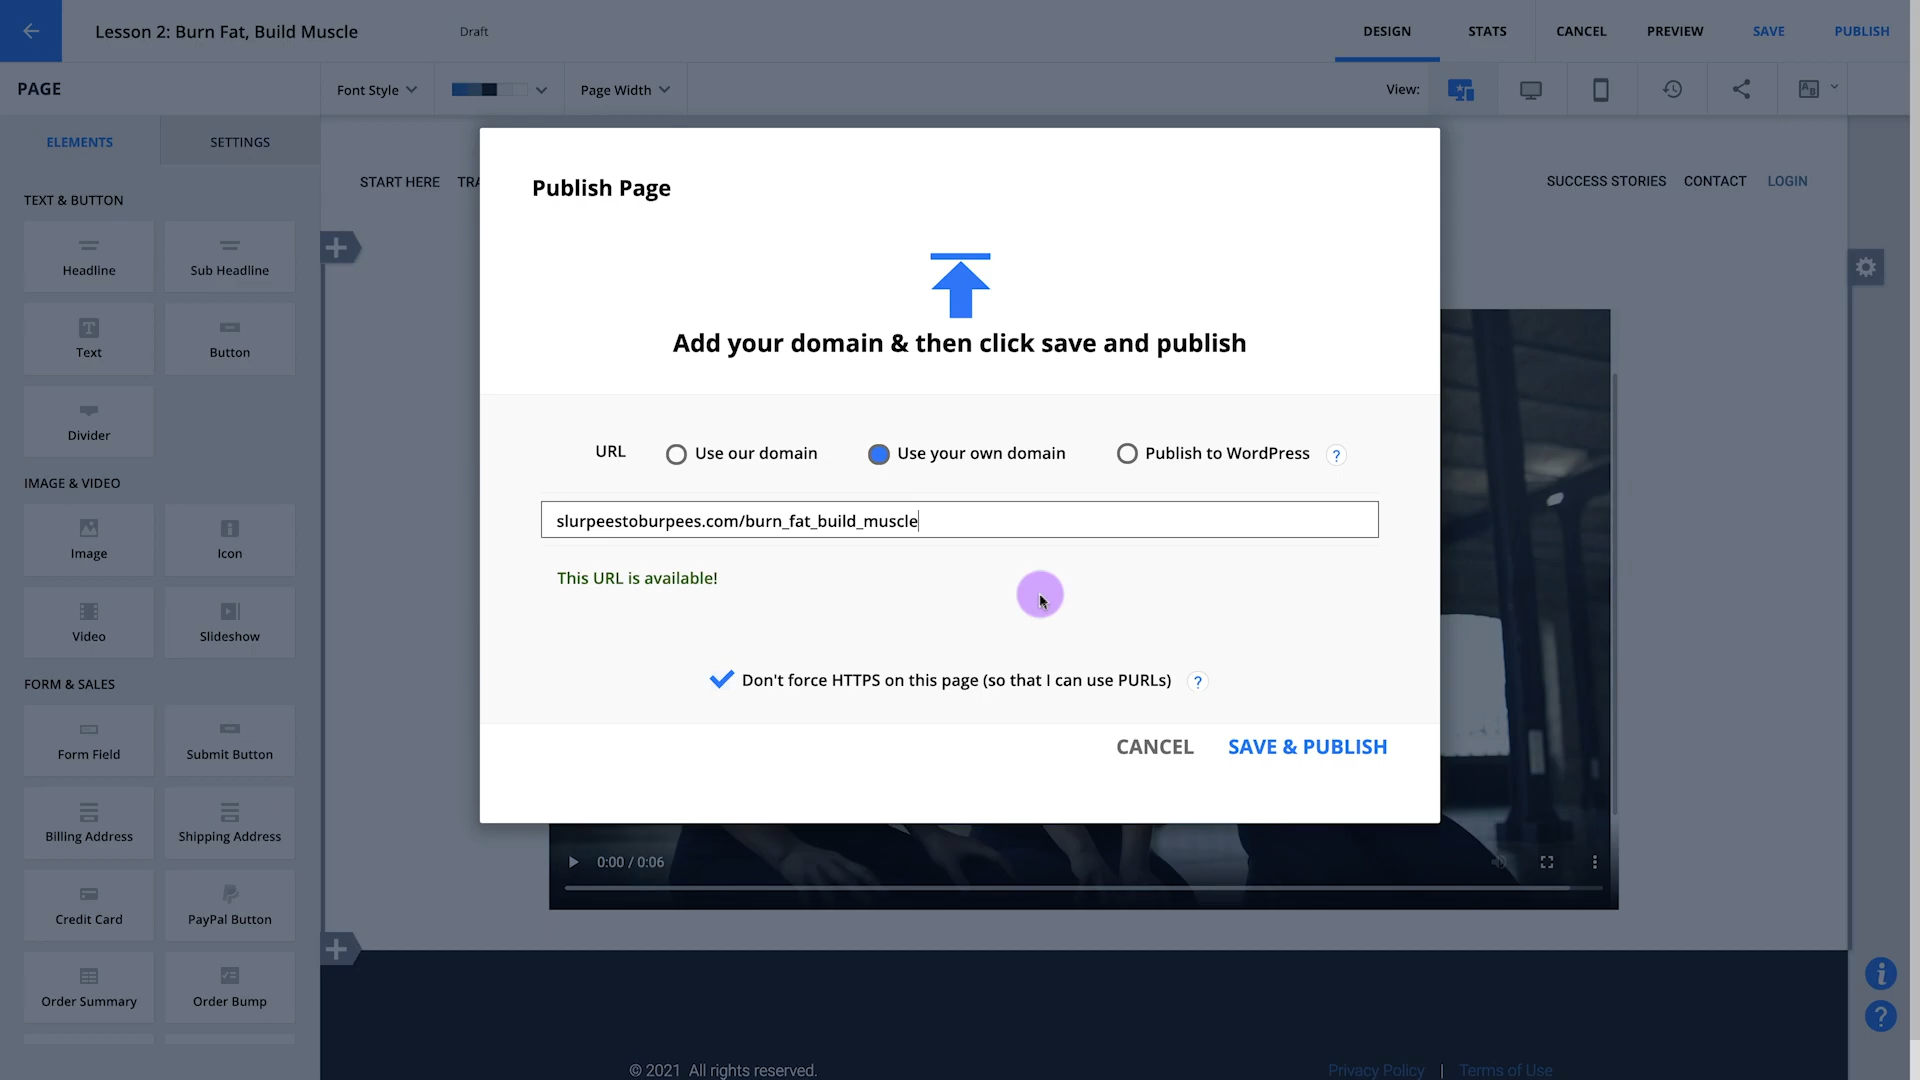 Lesson 2: Burn Fat, Build Muscle
Draft
DESIGN
STATS
CANCEL
PREVIEW
SAVE
PUBLISH
PAGE
Font Style
Page Width
View:
ELEMENTS
SETTINGS
START HERE
TRA
SUCCESS STORIES
CONTACT
LOGIN
TEXT & BUTTON
Headline
Sub Headline
Text
Button
Divider
IMAGE & VIDEO
Image
Icon
Video
Slideshow
FORM & SALES
Form Field
Submit Button
Billing Address
Shipping Address
Credit Card
PayPal Button
Order Summary
Order Bump
Publish Page
Add your domain & then click save and publish
URL
Use our domain
Use your own domain
Publish to WordPress
?
slurpeestoburpees.com/burn_fat_build_muscle
This URL is available!
Don't force HTTPS on this page (so that I can use PURLs)
?
CANCEL
SAVE & PUBLISH
0:00 / 0:06
© 2021 All rights reserved.
Privacy Policy | Terms of Use